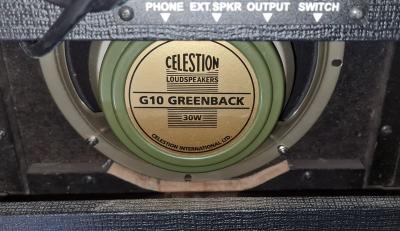 PHONE EXT.SPKR OUTPUT SWITCH
CELESTION
LOUDSPEAKERS
G10 GREENBACK
30W
CELESTION INTERNATIONAL LTD.